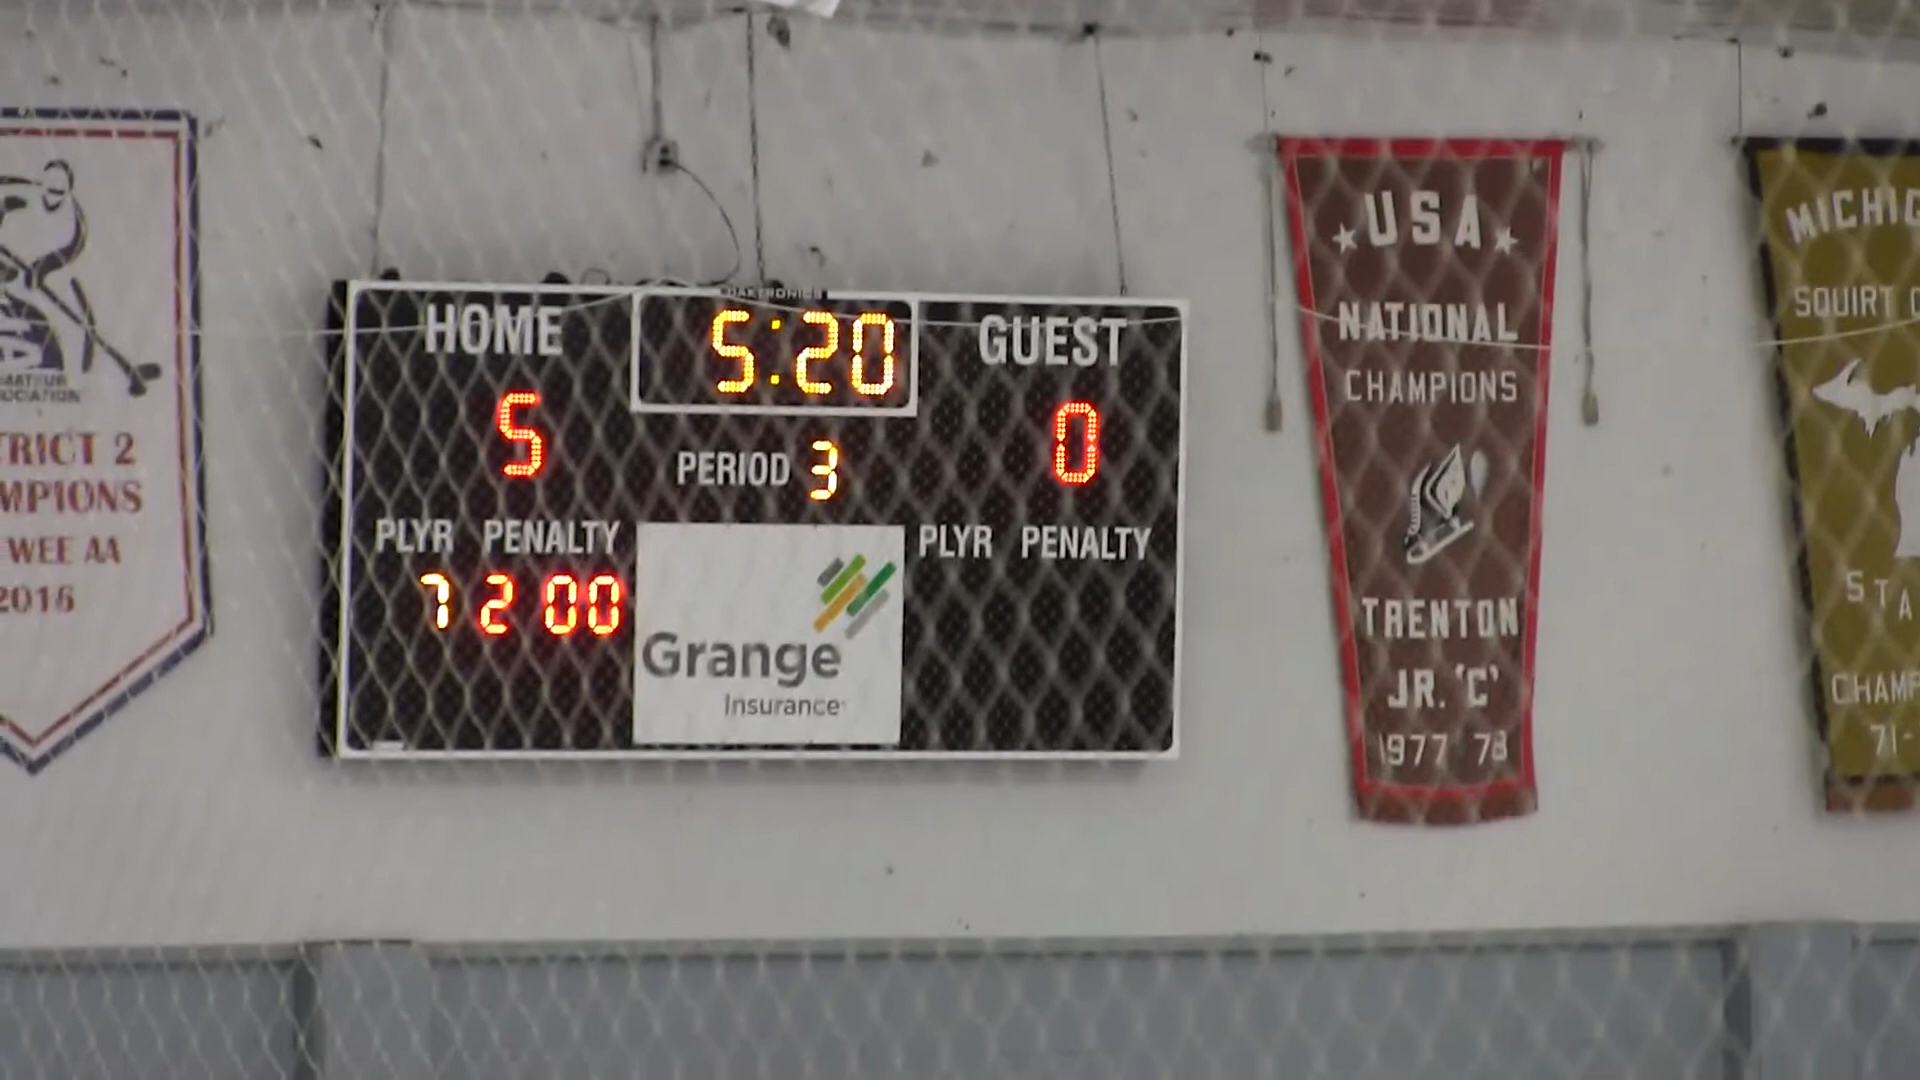 TRICT 2
MPIONS
WEE AA
2016
DAKTRONICS
HOME
5:20
GUEST
5
PERIOD 3
0
PLYR PENALTY
7 2 00
PLYR PENALTY
Grange
Insurance
USA
NATIONAL
CHAMPIONS
TRENTON
JR. 'C'
1977 78
MICHIG
SQUIRT C
STA
CHAMP
71-